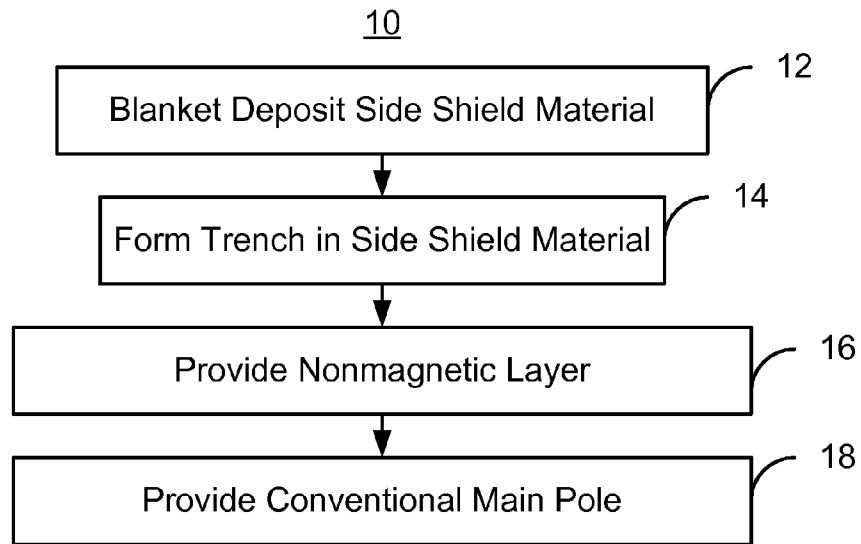 10
Blanket Deposit Side Shield Material
12
Form Trench in Side Shield Material
14
Provide Nonmagnetic Layer
16
Provide Conventional Main Pole
18